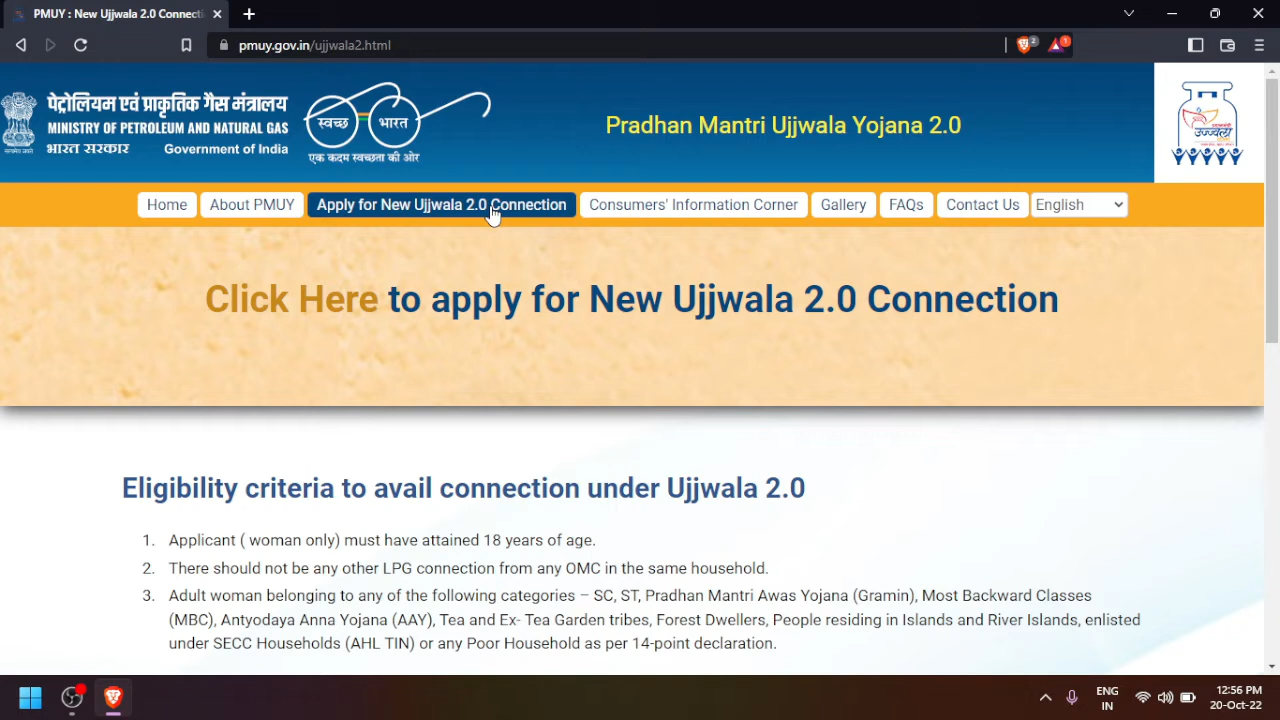 PMUY : New Ujjwala 2.0 Connecti
pmuy.gov.in/ujjwala2.html
2
1
पेट्रोलियम एवं प्राकृतिक गैस मंत्रालय
MINISTRY OF PETROLEUM AND NATURAL GAS
भारत सरकार Government of India
स्वच्छ भारत
एक कदम स्वच्छता की ओर
Pradhan Mantri Ujjwala Yojana 2.0
उज्ज्वला
Home About PMUY Apply for New Ujjwala 2.0 Connection Consumers' Information Corner Gallery FAQs Contact Us English
Click Here to apply for New Ujjwala 2.0 Connection
Eligibility criteria to avail connection under Ujjwala 2.0
1. Applicant ( woman only) must have attained 18 years of age.
2. There should not be any other LPG connection from any OMC in the same household.
3. Adult woman belonging to any of the following categories – SC, ST, Pradhan Mantri Awas Yojana (Gramin), Most Backward Classes
(MBC), Antyodaya Anna Yojana (AAY), Tea and Ex- Tea Garden tribes, Forest Dwellers, People residing in Islands and River Islands, enlisted
under SECC Households (AHL TIN) or any Poor Household as per 14-point declaration.
ENG
IN
12:56 PM
20-Oct-22